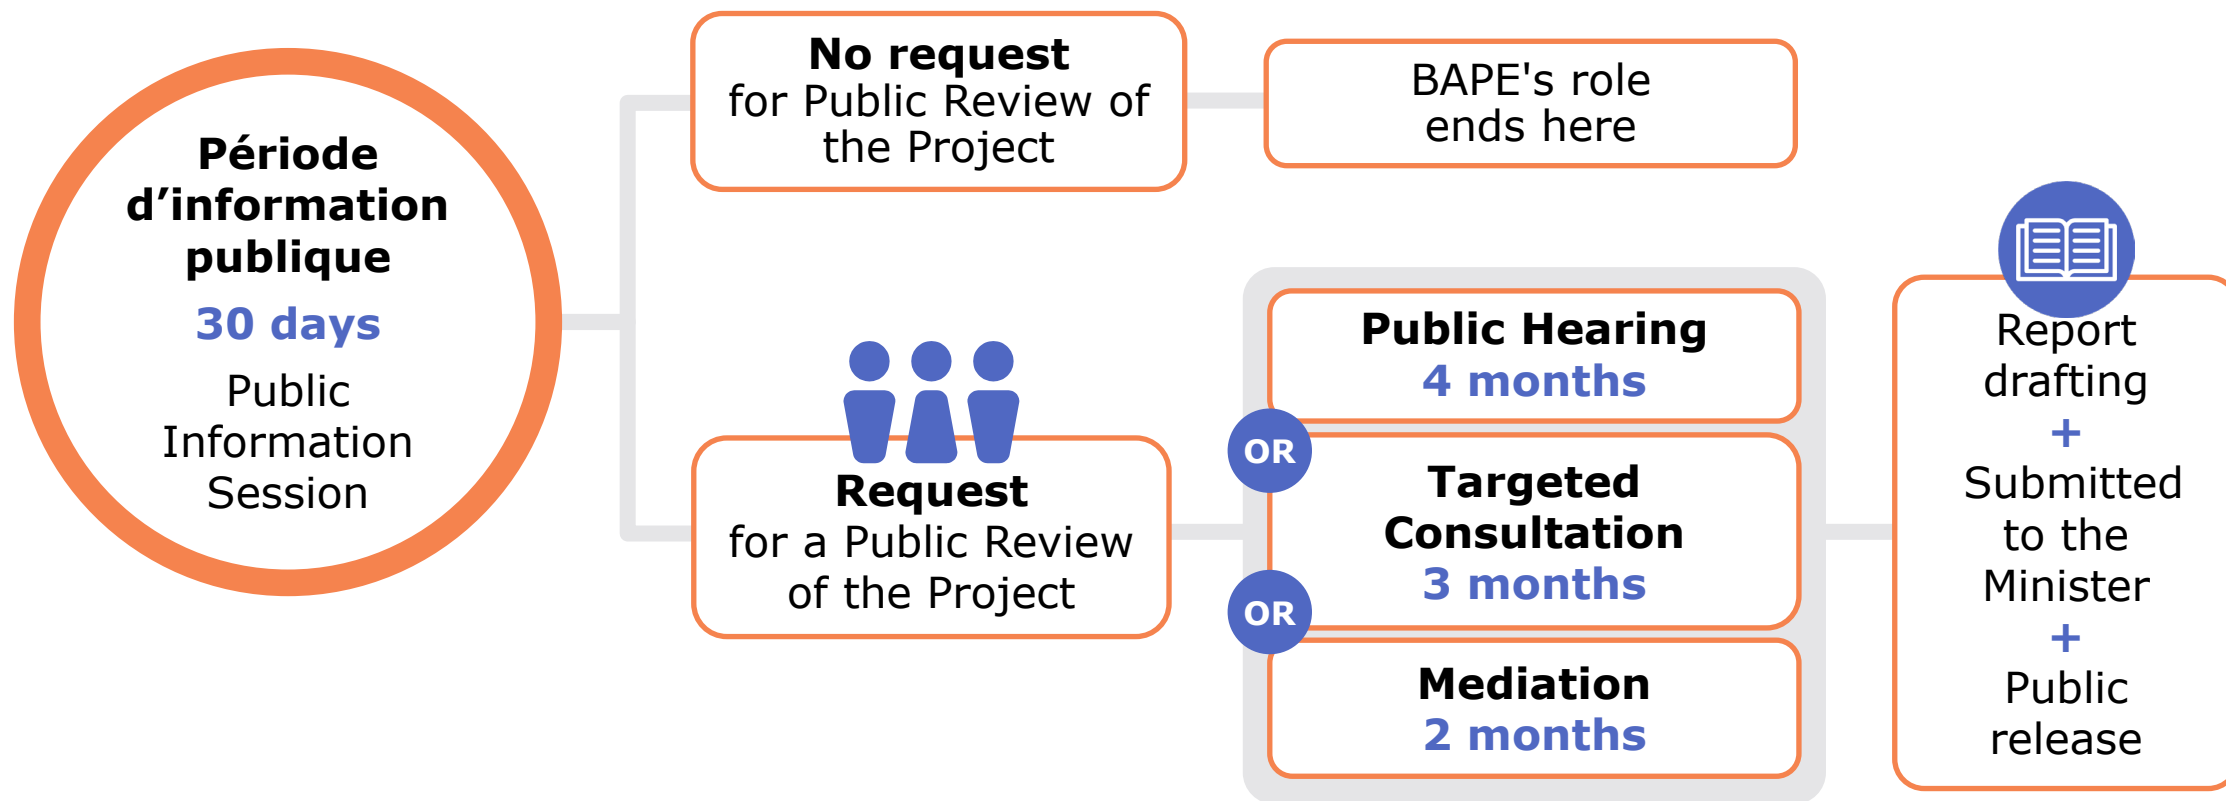 Période
d’information
publique
30 days
Public
Information
Session
No request
for Public Review of
the Project
BAPE's role
ends here
Request
for a Public Review
of the Project
Public Hearing
4 months
OR
Targeted
Consultation
3 months
OR
Mediation
2 months
Report
drafting
+
Submitted
to the
Minister
+
Public
release